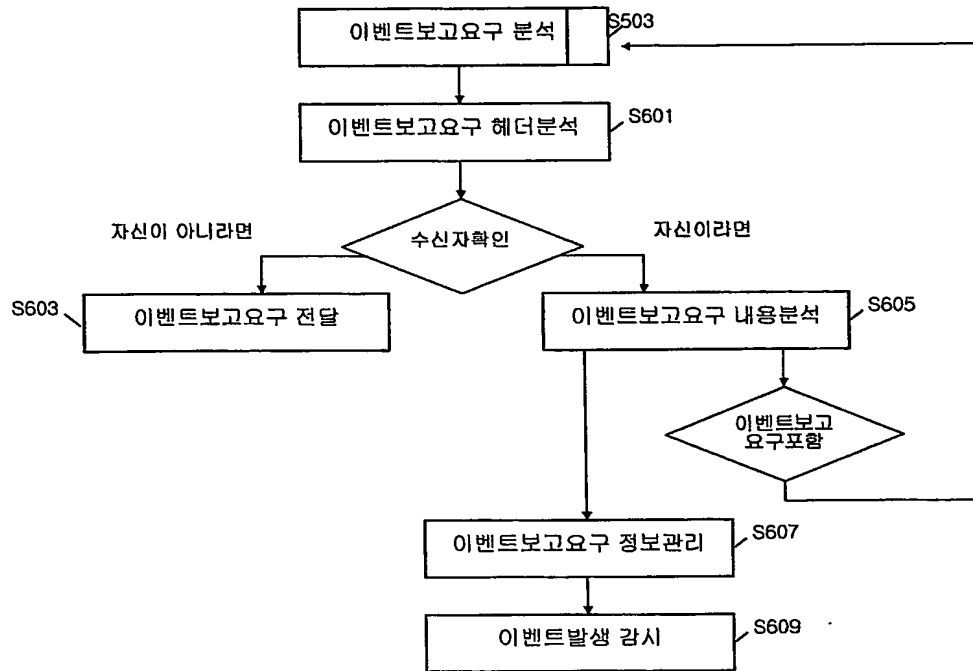 이벤트보고요구 분석
S503
이벤트보고요구 헤더분석
S601
자신이 아니라면
수신자확인
자신이라면
S603
이벤트보고요구 전달
이벤트보고요구 내용분석
S605
이벤트보고
요구포함
이벤트보고요구 정보관리
S607
이벤트발생 감시
S609